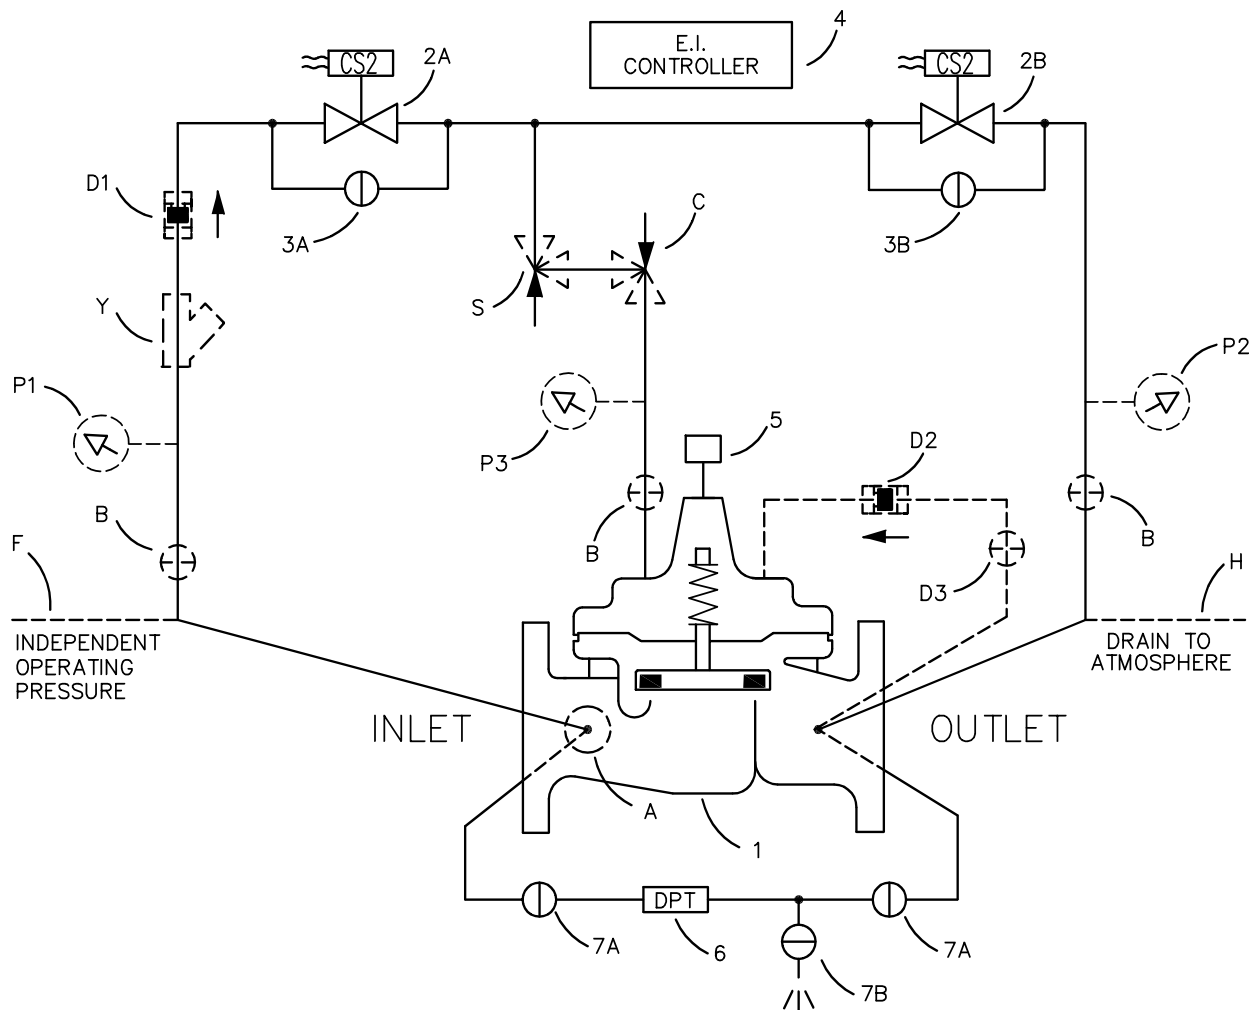 4
E.I.
CONTROLLER
CS2
2A
CS2
2B
D1
3A
C
3B
S
Y
P1
P3
5
P2
D2
B
F
B
D3
B
H
INDEPENDENT
OPERATING
PRESSURE
DRAIN TO
ATMOSPHERE
INLET
OUTLET
A
1
DPT
7A
6
7A
7B